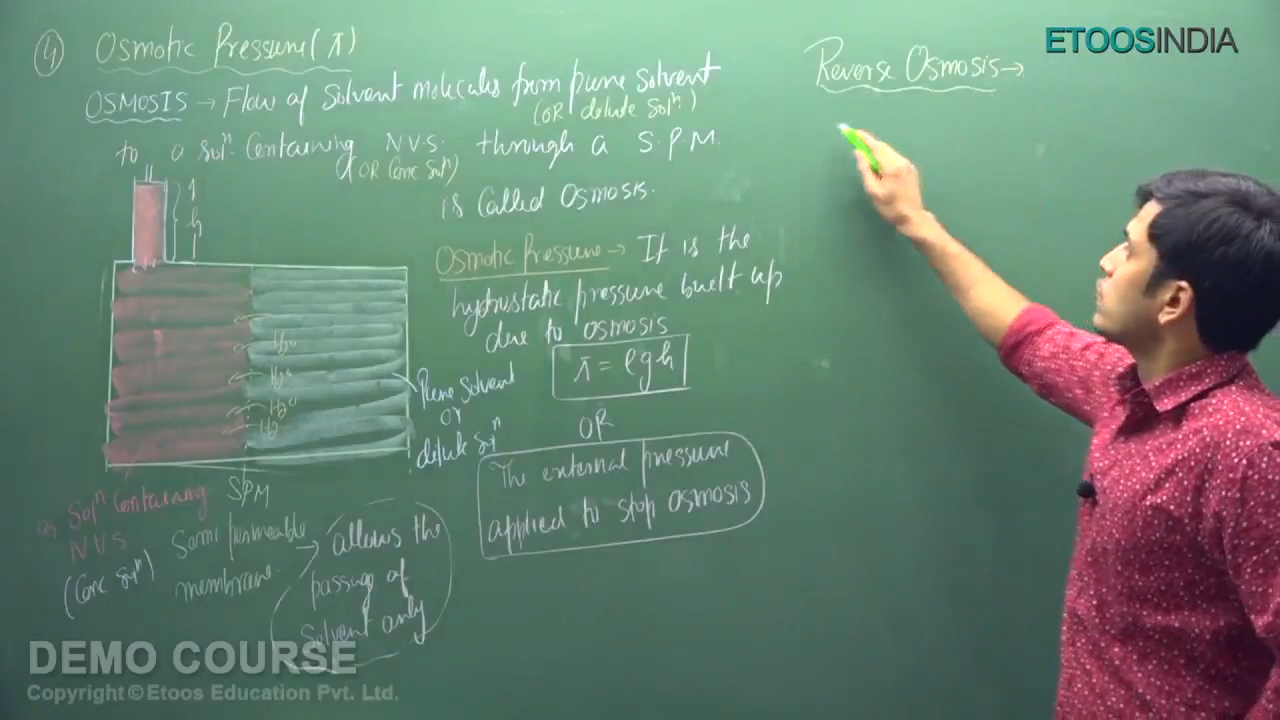 ETOOSINDIA
④ Osmotic Pressure (π)
OSMOSIS → Flow of Solvent molecules from pure solvent
(OR dilute Solⁿ)
to a Solⁿ. Containing N.V.S. through a S.P.M.
(OR Conc Solⁿ)
is Called Osmosis.
h
Osmotic Pressure → It is the
hydrostatic pressure built up
due to osmosis
π = ρgh
OR
The external pressure
applied to stop osmosis
H₂O
H₂O
H₂O
H₂O
Pure Solvent
or
dilute Solⁿ
SPM
Solⁿ Containing
N V S
(Conc Solⁿ)
Semi permeable
membrane → allows the
passage of
Solvent only
Reverse Osmosis →
DEMO COURSE
Copyright © Etoos Education Pvt. Ltd.